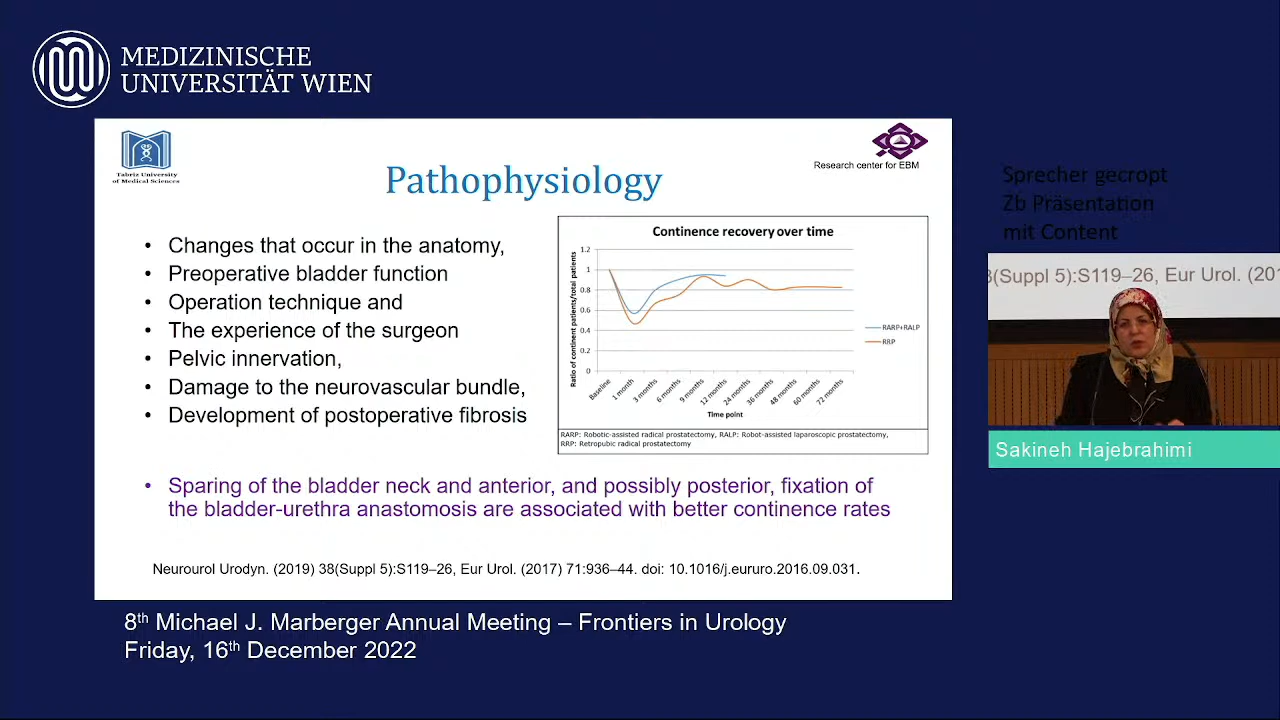 MEDIZINISCHE
UNIVERSITÄT WIEN
Tabriz University
of Medical Sciences
Research center for EBM
Pathophysiology
• Changes that occur in the anatomy,
• Preoperative bladder function
• Operation technique and
• The experience of the surgeon
• Pelvic innervation,
• Damage to the neurovascular bundle,
• Development of postoperative fibrosis
Continence recovery over time
Ratio of continent patients/total patients
1.2
1
0.8
0.6
0.4
0.2
0
Baseline
1 month
3 months
6 months
9 months
12 months
24 months
36 months
48 months
60 months
72 months
Time point
RARP+RALP
RRP
RARP: Robotic-assisted radical prostatectomy, RALP: Robot-assisted laparoscopic prostatectomy,
RRP: Retropubic radical prostatectomy
• Sparing of the bladder neck and anterior, and possibly posterior, fixation of
the bladder-urethra anastomosis are associated with better continence rates
Neurourol Urodyn. (2019) 38(Suppl 5):S119–26, Eur Urol. (2017) 71:936–44. doi: 10.1016/j.eururo.2016.09.031.
Sprecher gecropt
Zb Präsentation
mit Content
8(Suppl 5):S119–26, Eur Urol. (201
Sakineh Hajebrahimi
8th Michael J. Marberger Annual Meeting – Frontiers in Urology
Friday, 16th December 2022